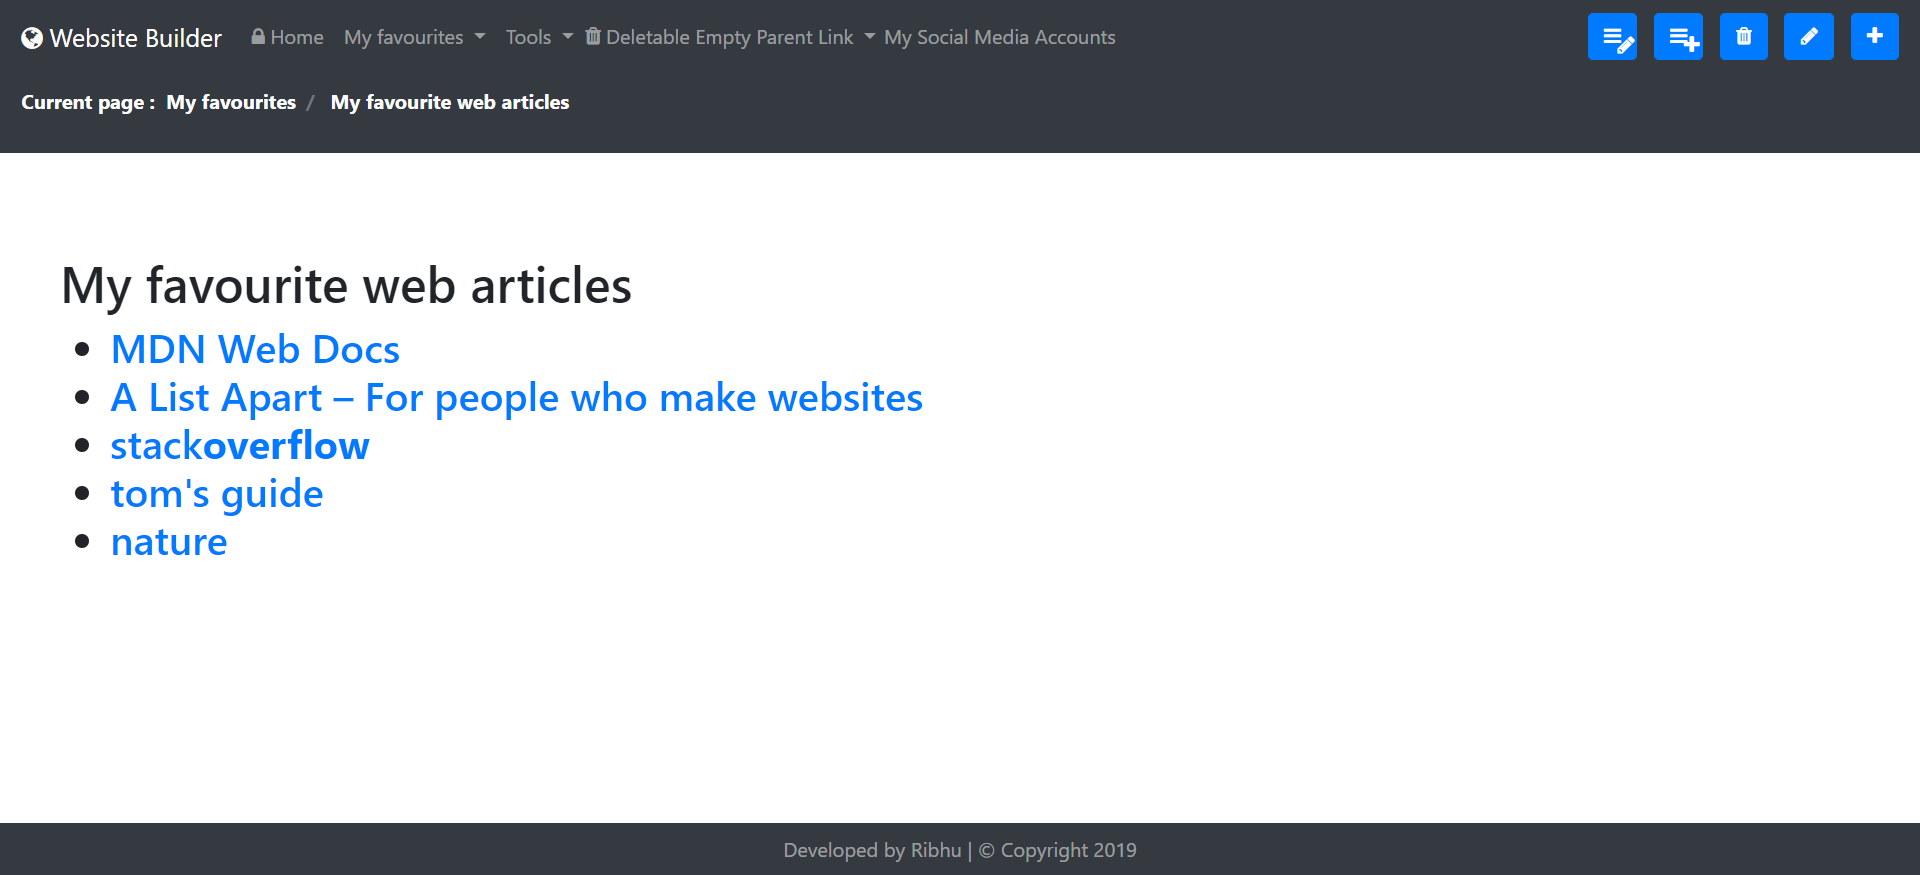 Website Builder Home My favourites Tools Deletable Empty Parent Link My Social Media Accounts
Current page : My favourites / My favourite web articles
My favourite web articles
MDN Web Docs
A List Apart – For people who make websites
stackoverflow
tom's guide
nature
Developed by Ribhu | © Copyright 2019